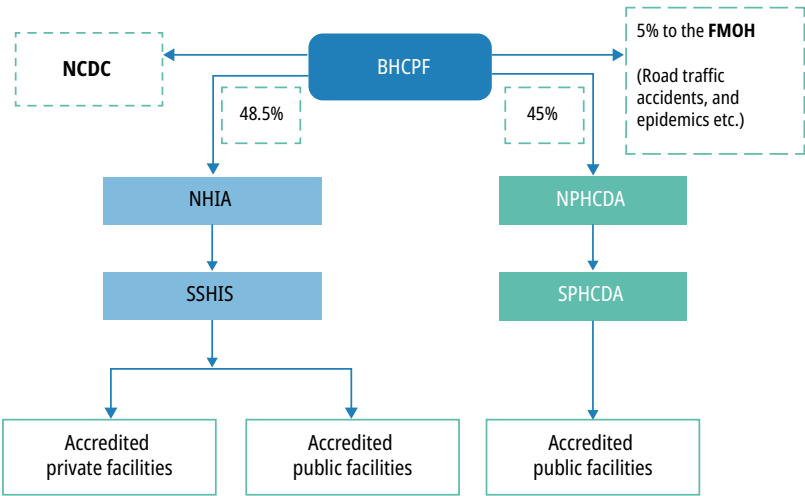 NCDC
BHCPF
5% to the FMOH
(Road traffic
accidents, and
epidemics etc.)
48.5%
45%
NHIA
NPHCDA
SSHIS
SPHCDA
Accredited
private facilities
Accredited
public facilities
Accredited
public facilities